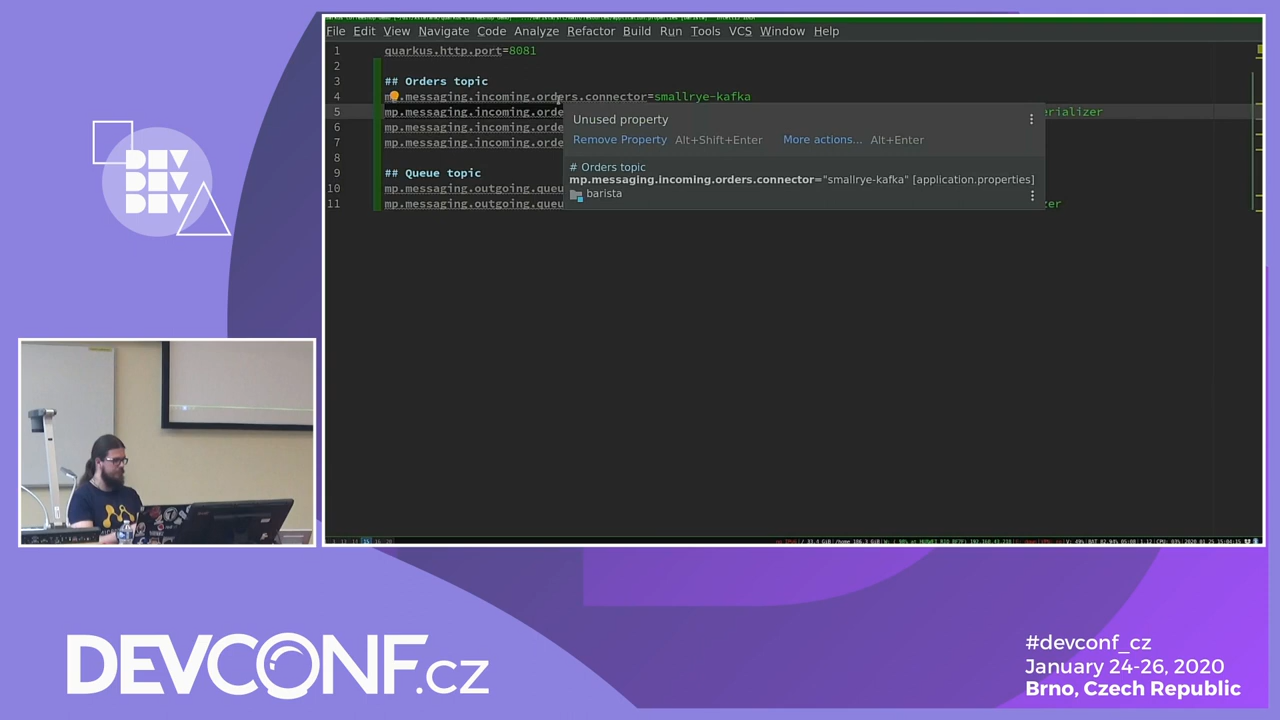 File Edit View Navigate Code Analyze Refactor Build Run Tools VCS Window Help
1 quarkus.http.port=8081
2
3 ## Orders topic
4 mp.messaging.incoming.orders.connector=smallrye-kafka
5 mp.messaging.incoming.orde erializer
6 mp.messaging.incoming.orde
7 mp.messaging.incoming.orde
8
9 ## Queue topic
10 mp.messaging.outgoing.queu
11 mp.messaging.outgoing.queu zer
Unused property
Remove Property Alt+Shift+Enter More actions... Alt+Enter
# Orders topic
mp.messaging.incoming.orders.connector="smallrye-kafka" [application.properties]
barista
DEV
DEV
DEV
DEVCONF.cz
#devconf_cz
January 24-26, 2020
Brno, Czech Republic